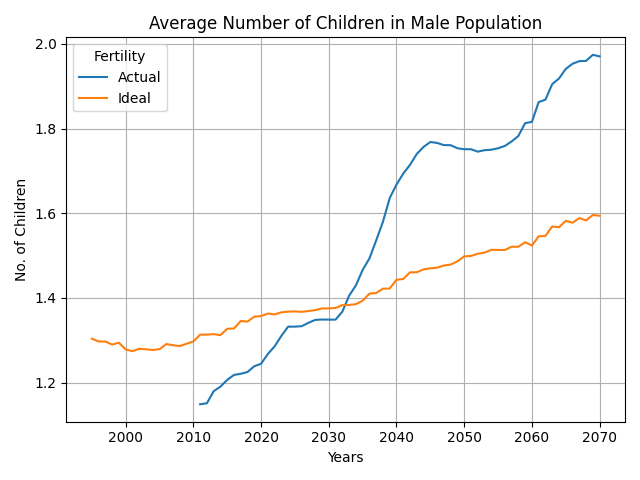 Average Number of Children in Male Population
Fertility
Actual
Ideal
No. of Children
2.0
1.8
1.6
1.4
1.2
2000 2010 2020 2030 2040 2050 2060 2070
Years